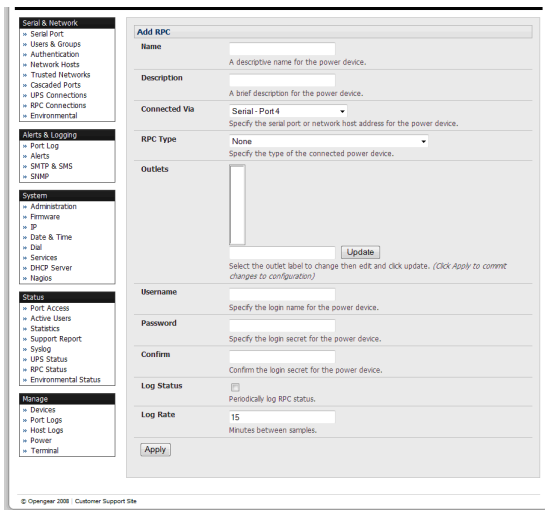 Serial & Network
» Serial Port
» Users & Groups
» Authentication
» Network Hosts
» Trusted Networks
» Cascaded Ports
» UPS Connections
» RPC Connections
» Environmental
Alerts & Logging
» Port Log
» Alerts
» SMTP & SMS
» SNMP
System
» Administration
» Firmware
» IP
» Date & Time
» Dial
» Services
» DHCP Server
» Nagios
Status
» Port Access
» Active Users
» Statistics
» Support Report
» Syslog
» UPS Status
» RPC Status
» Environmental Status
Manage
» Devices
» Port Logs
» Host Logs
» Power
» Terminal
Add RPC
Name
A descriptive name for the power device.
Description
A brief description for the power device.
Connected Via
Serial - Port 4
Specify the serial port or network host address for the power device.
RPC Type
None
Specify the type of the connected power device.
Outlets
Update
Select the outlet label to change then edit and click update. (Click Apply to commit
changes to configuration)
Username
Specify the login name for the power device.
Password
Specify the login secret for the power device.
Confirm
Confirm the login secret for the power device.
Log Status
Periodically log RPC status.
Log Rate
15
Minutes between samples.
Apply
© Opengear 2008 | Customer Support Site